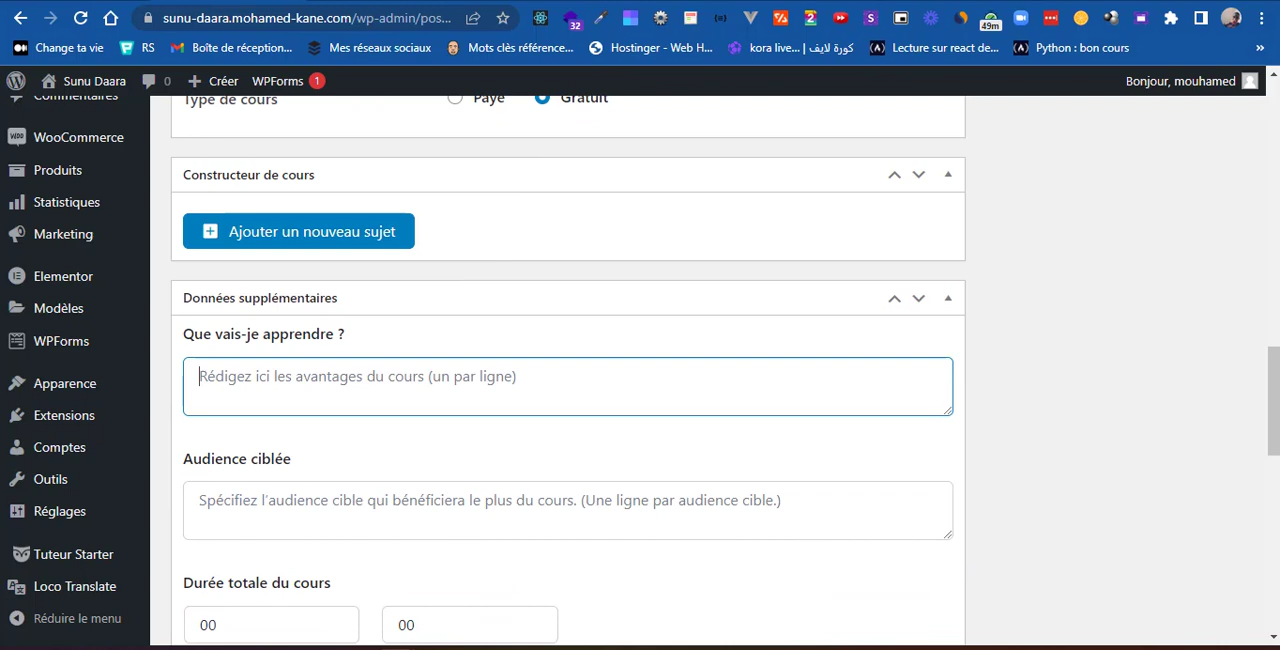 sunu-daara.mohamed-kane.com/wp-admin/pos...
32
2
S
49m
Change ta vie
RS
Boîte de réception...
Mes réseaux sociaux
Mots clés référence...
Hostinger - Web H...
kora live... | كورة لايف
Lecture sur react de...
Python : bon cours
»
Sunu Daara
0
Créer
WPForms
1
Bonjour, mouhamed
Commentaires
WooCommerce
Produits
Statistiques
Marketing
Elementor
Modèles
WPForms
Apparence
Extensions
Comptes
Outils
Réglages
Tuteur Starter
Loco Translate
Réduire le menu
Type de cours
Payé
Gratuit
Constructeur de cours
Ajouter un nouveau sujet
Données supplémentaires
Que vais-je apprendre ?
Rédigez ici les avantages du cours (un par ligne)
Audience ciblée
Spécifiez l'audience cible qui bénéficiera le plus du cours. (Une ligne par audience cible.)
Durée totale du cours
00
00